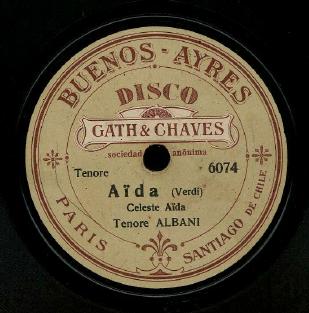 BUENOS-AYRES
DISCO
GATH & CHAVES
sociedad anónima
Tenore 6074
Aïda (Verdi)
Celeste Aïda
Tenore ALBANI
PARIS
SANTIAGO DE CHILE